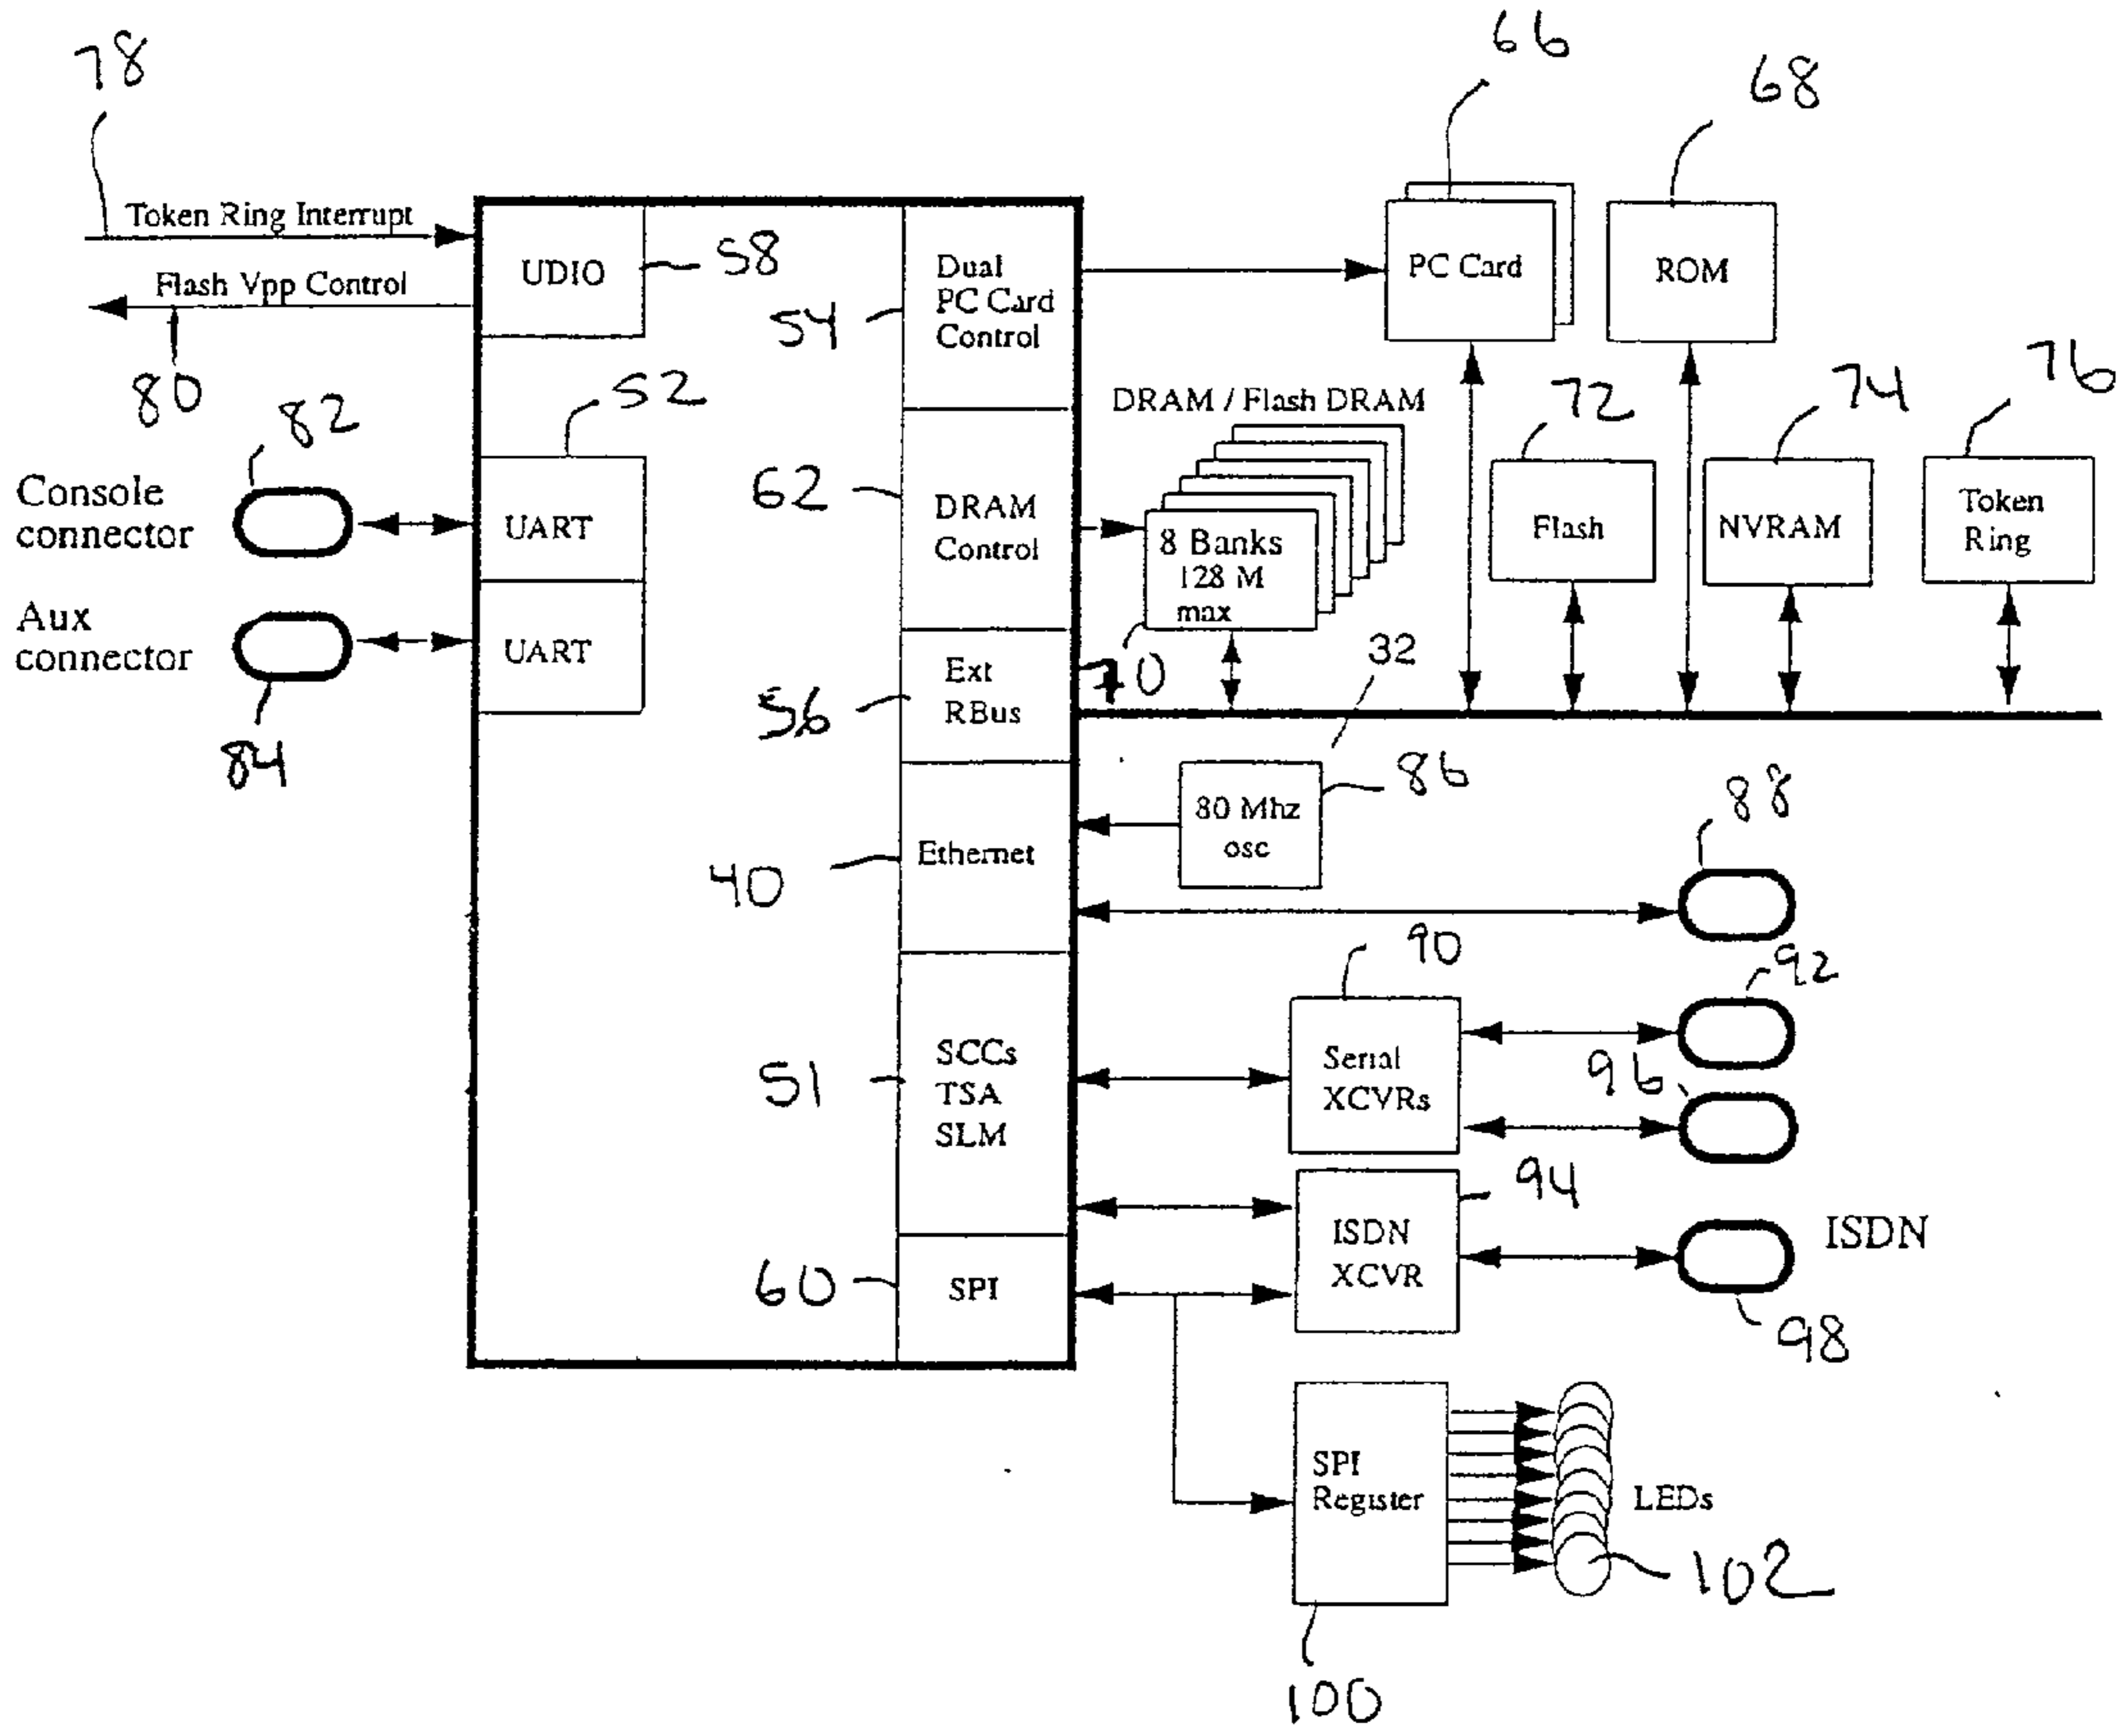 78
66
68
Token Ring Interrupt
UDIO
58
Dual
PC Card
Control
54
PC Card
ROM
Flash Vpp Control
80
52
82
DRAM / Flash DRAM
72
74
76
Console
connector
UART
62
DRAM
Control
8 Banks
128 M
max
Flash
NVRAM
Token
Ring
Aux
connector
UART
84
56
Ext
RBus
70
32
86
80 Mhz
osc
88
40
Ethernet
90
92
51
SCCs
TSA
SLM
Serial
XCVRs
96
94
ISDN
XCVR
ISDN
98
60
SPI
SPI
Register
LEDs
102
100